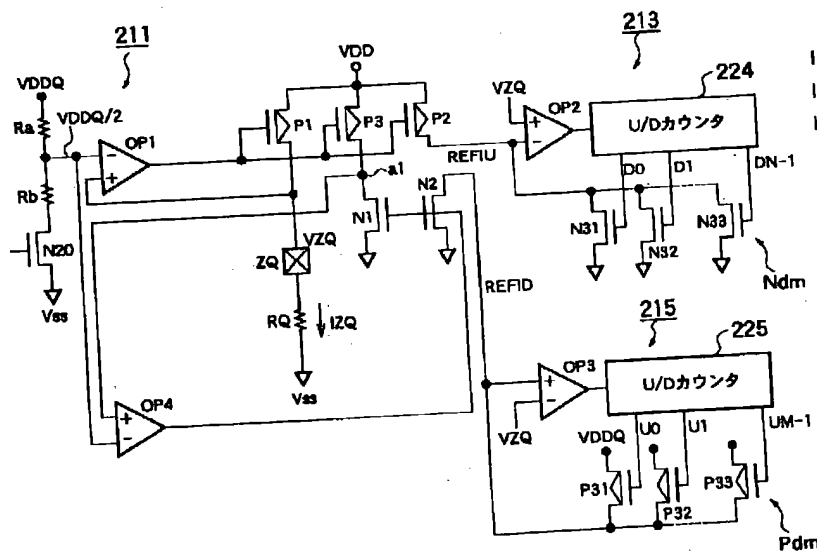 211
213
VDD
224
VDDQ
VZQ
OP2
U/Dカウンタ
Ra
VDDQ/2
OP1
P1
P3
P2
REFIU
D0
D1
DN-1
a1
Rb
N1
N2
N31
N32
N33
N20
VZQ
ZQ
Vss
REFID
Ndm
RQ
IZQ
215
225
OP3
U/Dカウンタ
Vss
OP4
VZQ
VDDQ
U0
U1
UM-1
P31
P32
P33
Pdm